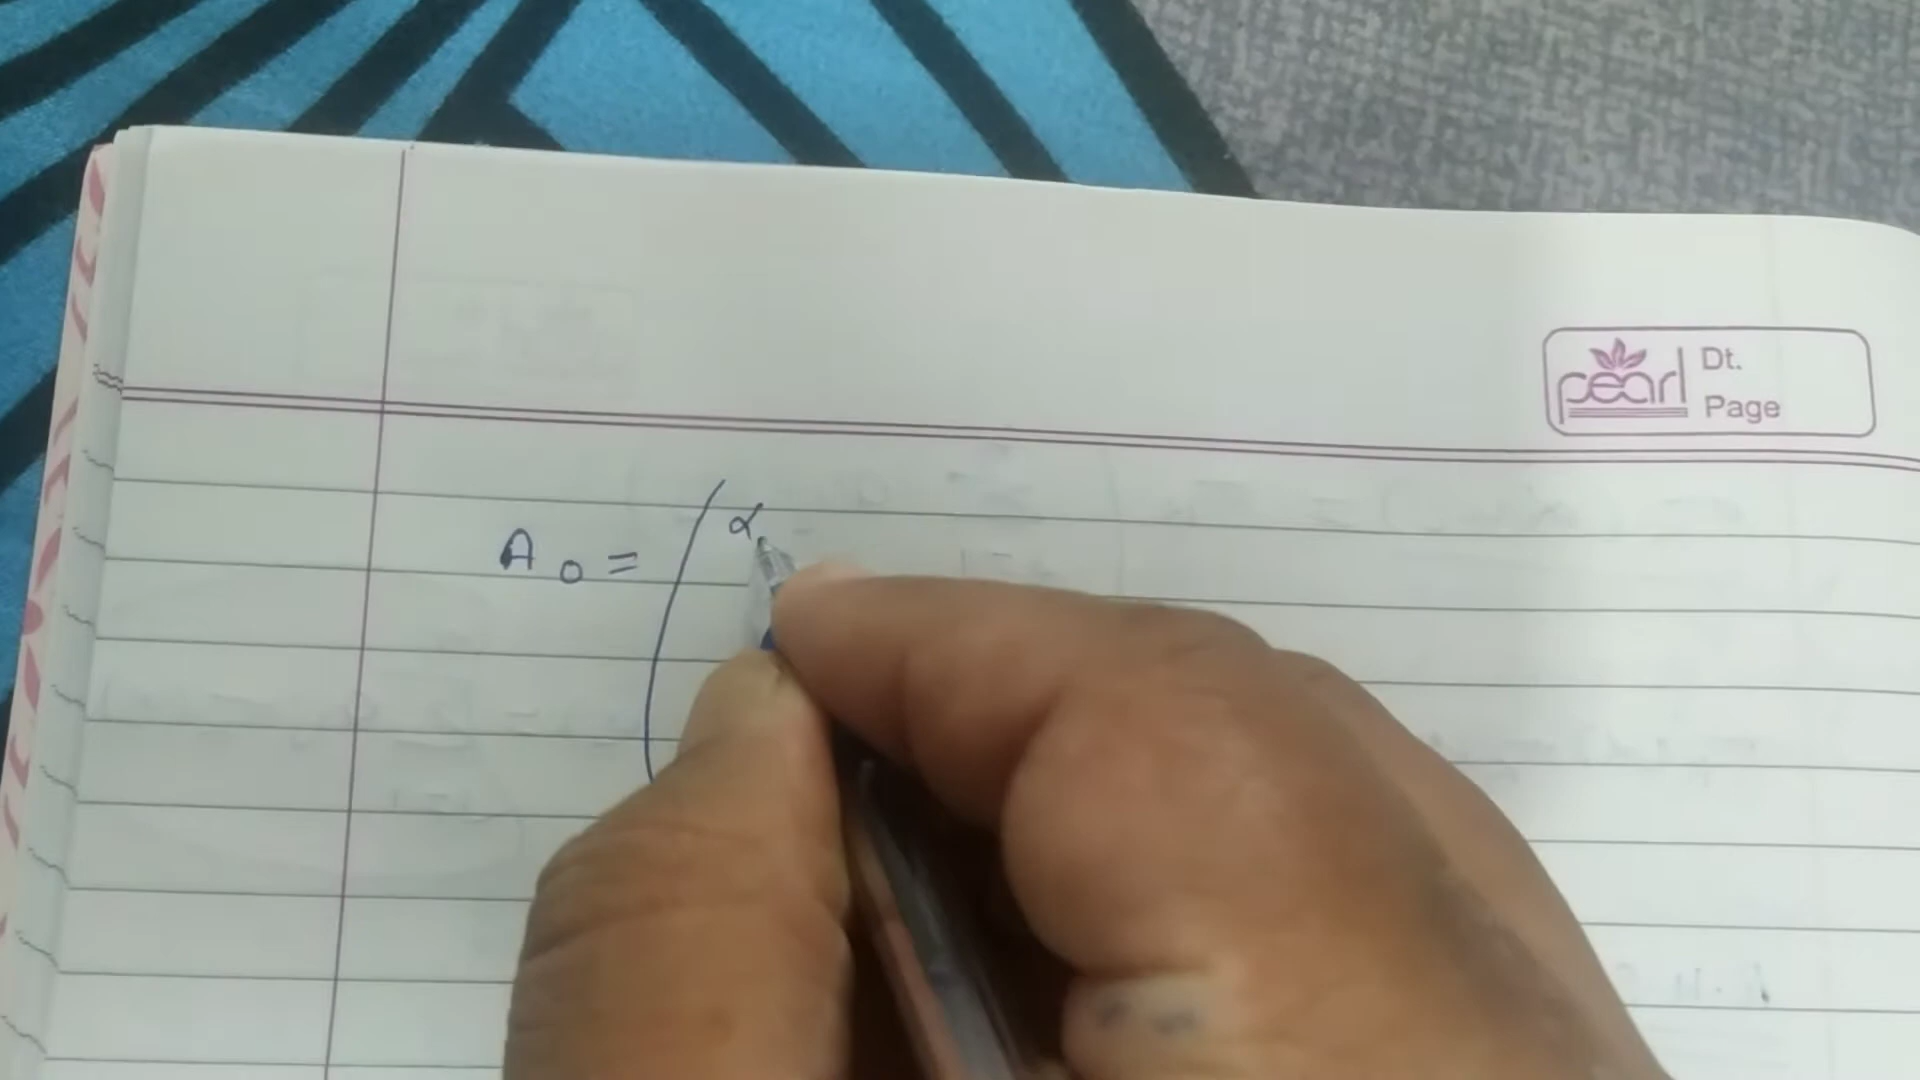 pearl Dt.
Page
A₀ = ( α